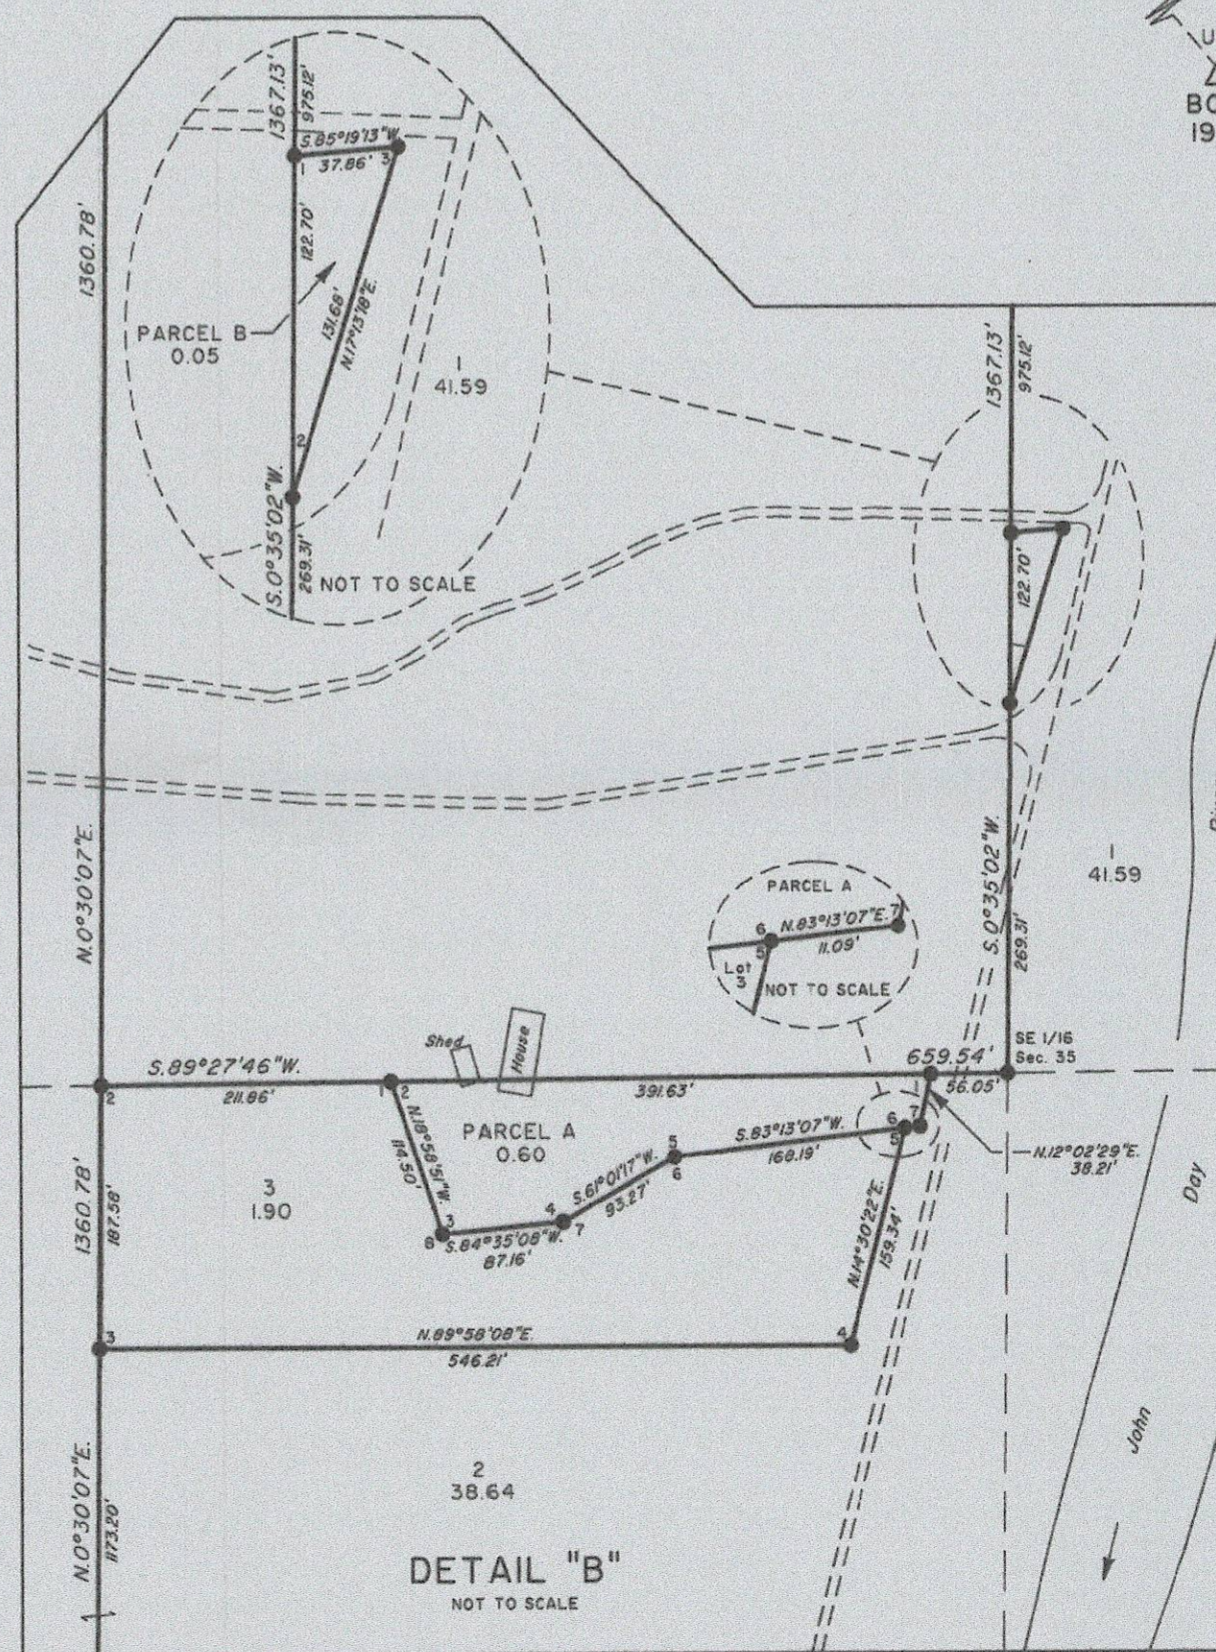 U
BO
19
1367.13'
975.12'
S.85°19'13"W.
37.86'
1
3
122.70'
131.68'
N.17°13'18"E.
PARCEL B
0.05
1
41.59
2
S.0°35'02"W.
269.31'
NOT TO SCALE
1360.78'
N.0°30'07"E.
1367.13'
975.12'
122.70'
S.0°35'02"W.
269.31'
1
41.59
PARCEL A
6
N.83°13'07"E.
7
5
11.09'
Lot
3
NOT TO SCALE
SE 1/16
Sec. 35
Shed
House
S.89°27'46"W.
211.86'
659.54'
391.63'
56.05'
2
1
2
N.18°58'51"W.
114.50'
PARCEL A
0.60
S.83°13'07"W.
168.19'
6
7
5
N.12°02'29"E.
38.21'
5
6
S.61°01'17"W.
93.27'
3
1.90
3
8
4
7
S.84°35'08"W.
87.16'
1360.78'
187.58'
N.14°30'22"E.
159.34'
3
N.89°58'08"E.
546.21'
4
Day
John
N.0°30'07"E.
1173.20'
2
38.64
DETAIL "B"
NOT TO SCALE